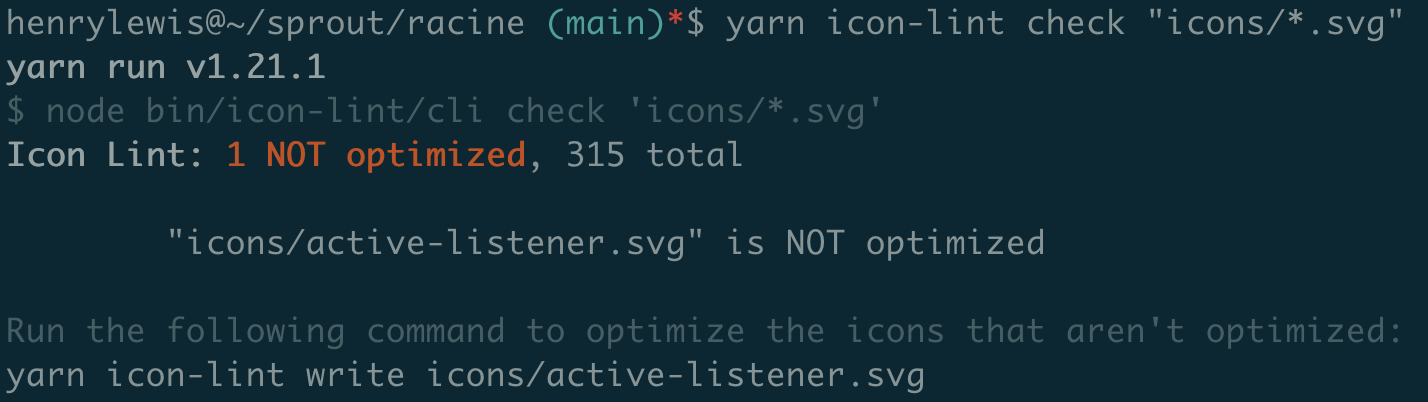 henrylewis@~/sprout/racine (main)*$ yarn icon-lint check "icons/*.svg"
yarn run v1.21.1
$ node bin/icon-lint/cli check 'icons/*.svg'
Icon Lint: 1 NOT optimized, 315 total
"icons/active-listener.svg" is NOT optimized
Run the following command to optimize the icons that aren't optimized:
yarn icon-lint write icons/active-listener.svg